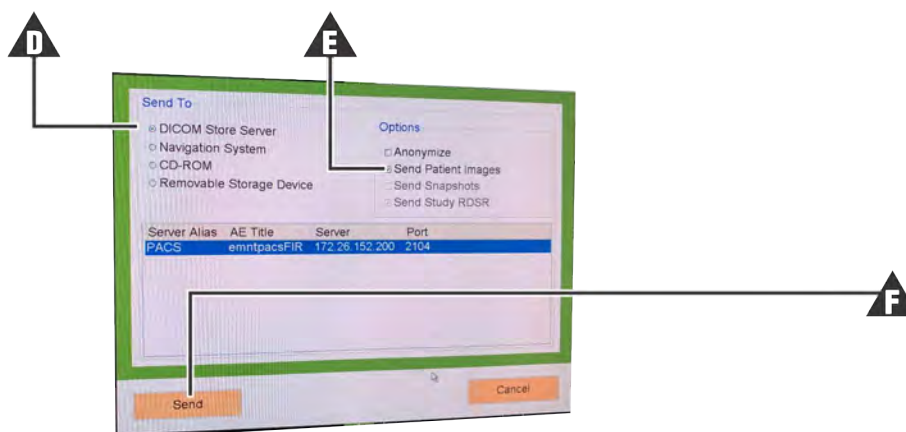 D
E
Send To
DICOM Store Server
Navigation System
CD-ROM
Removable Storage Device
Options
Anonymize
Send Patient Images
Send Snapshots
Send Study RDSR
Server Alias AE Title Server Port
PACS emntpacsFIR 172.26.152.200 2104
F
Send
Cancel